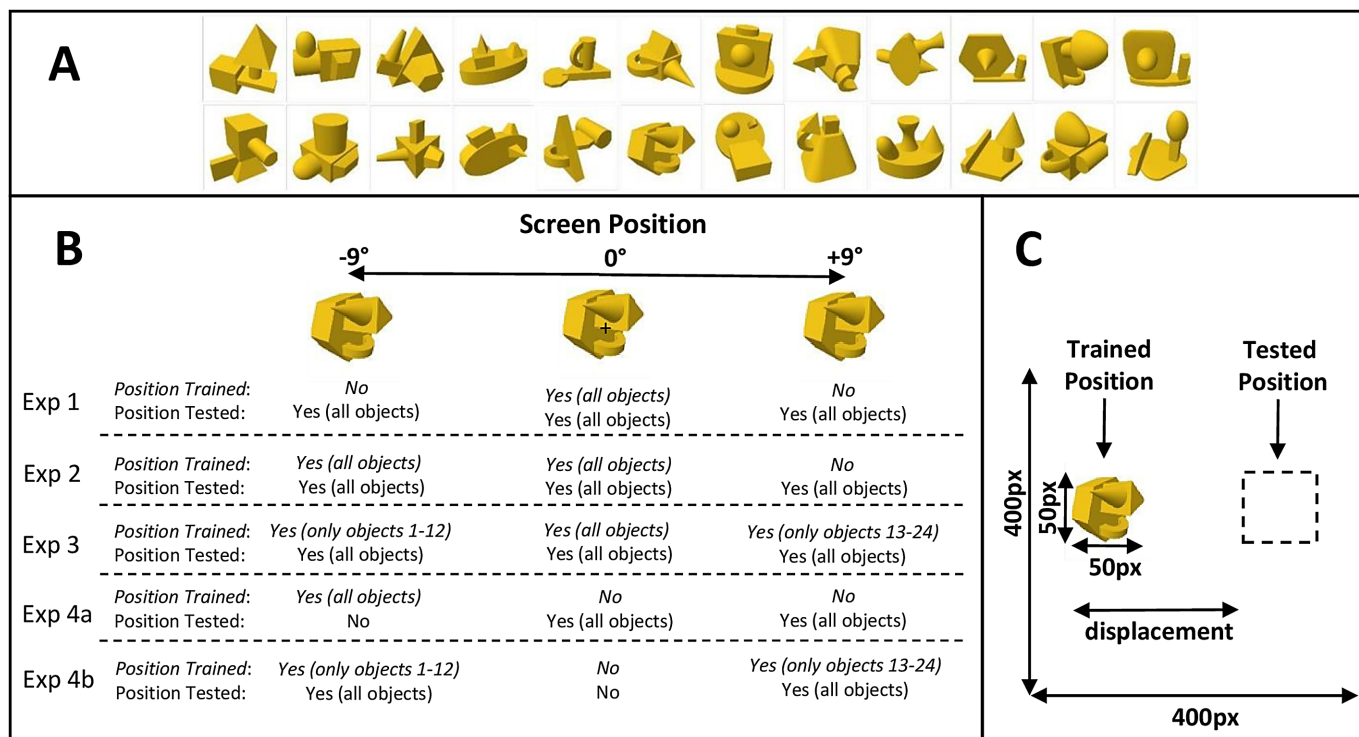 A
B
Screen Position
-9° 0° +9°
+
Exp 1
Position Trained: No Yes (all objects) No
Position Tested: Yes (all objects) Yes (all objects) Yes (all objects)
Exp 2
Position Trained: Yes (all objects) Yes (all objects) No
Position Tested: Yes (all objects) Yes (all objects) Yes (all objects)
Exp 3
Position Trained: Yes (only objects 1-12) Yes (all objects) Yes (only objects 13-24)
Position Tested: Yes (all objects) Yes (all objects) Yes (all objects)
Exp 4a
Position Trained: Yes (all objects) No No
Position Tested: No Yes (all objects) Yes (all objects)
Exp 4b
Position Trained: Yes (only objects 1-12) No Yes (only objects 13-24)
Position Tested: Yes (all objects) No Yes (all objects)
C
Trained
Position
Tested
Position
400px
50px
50px
displacement
400px